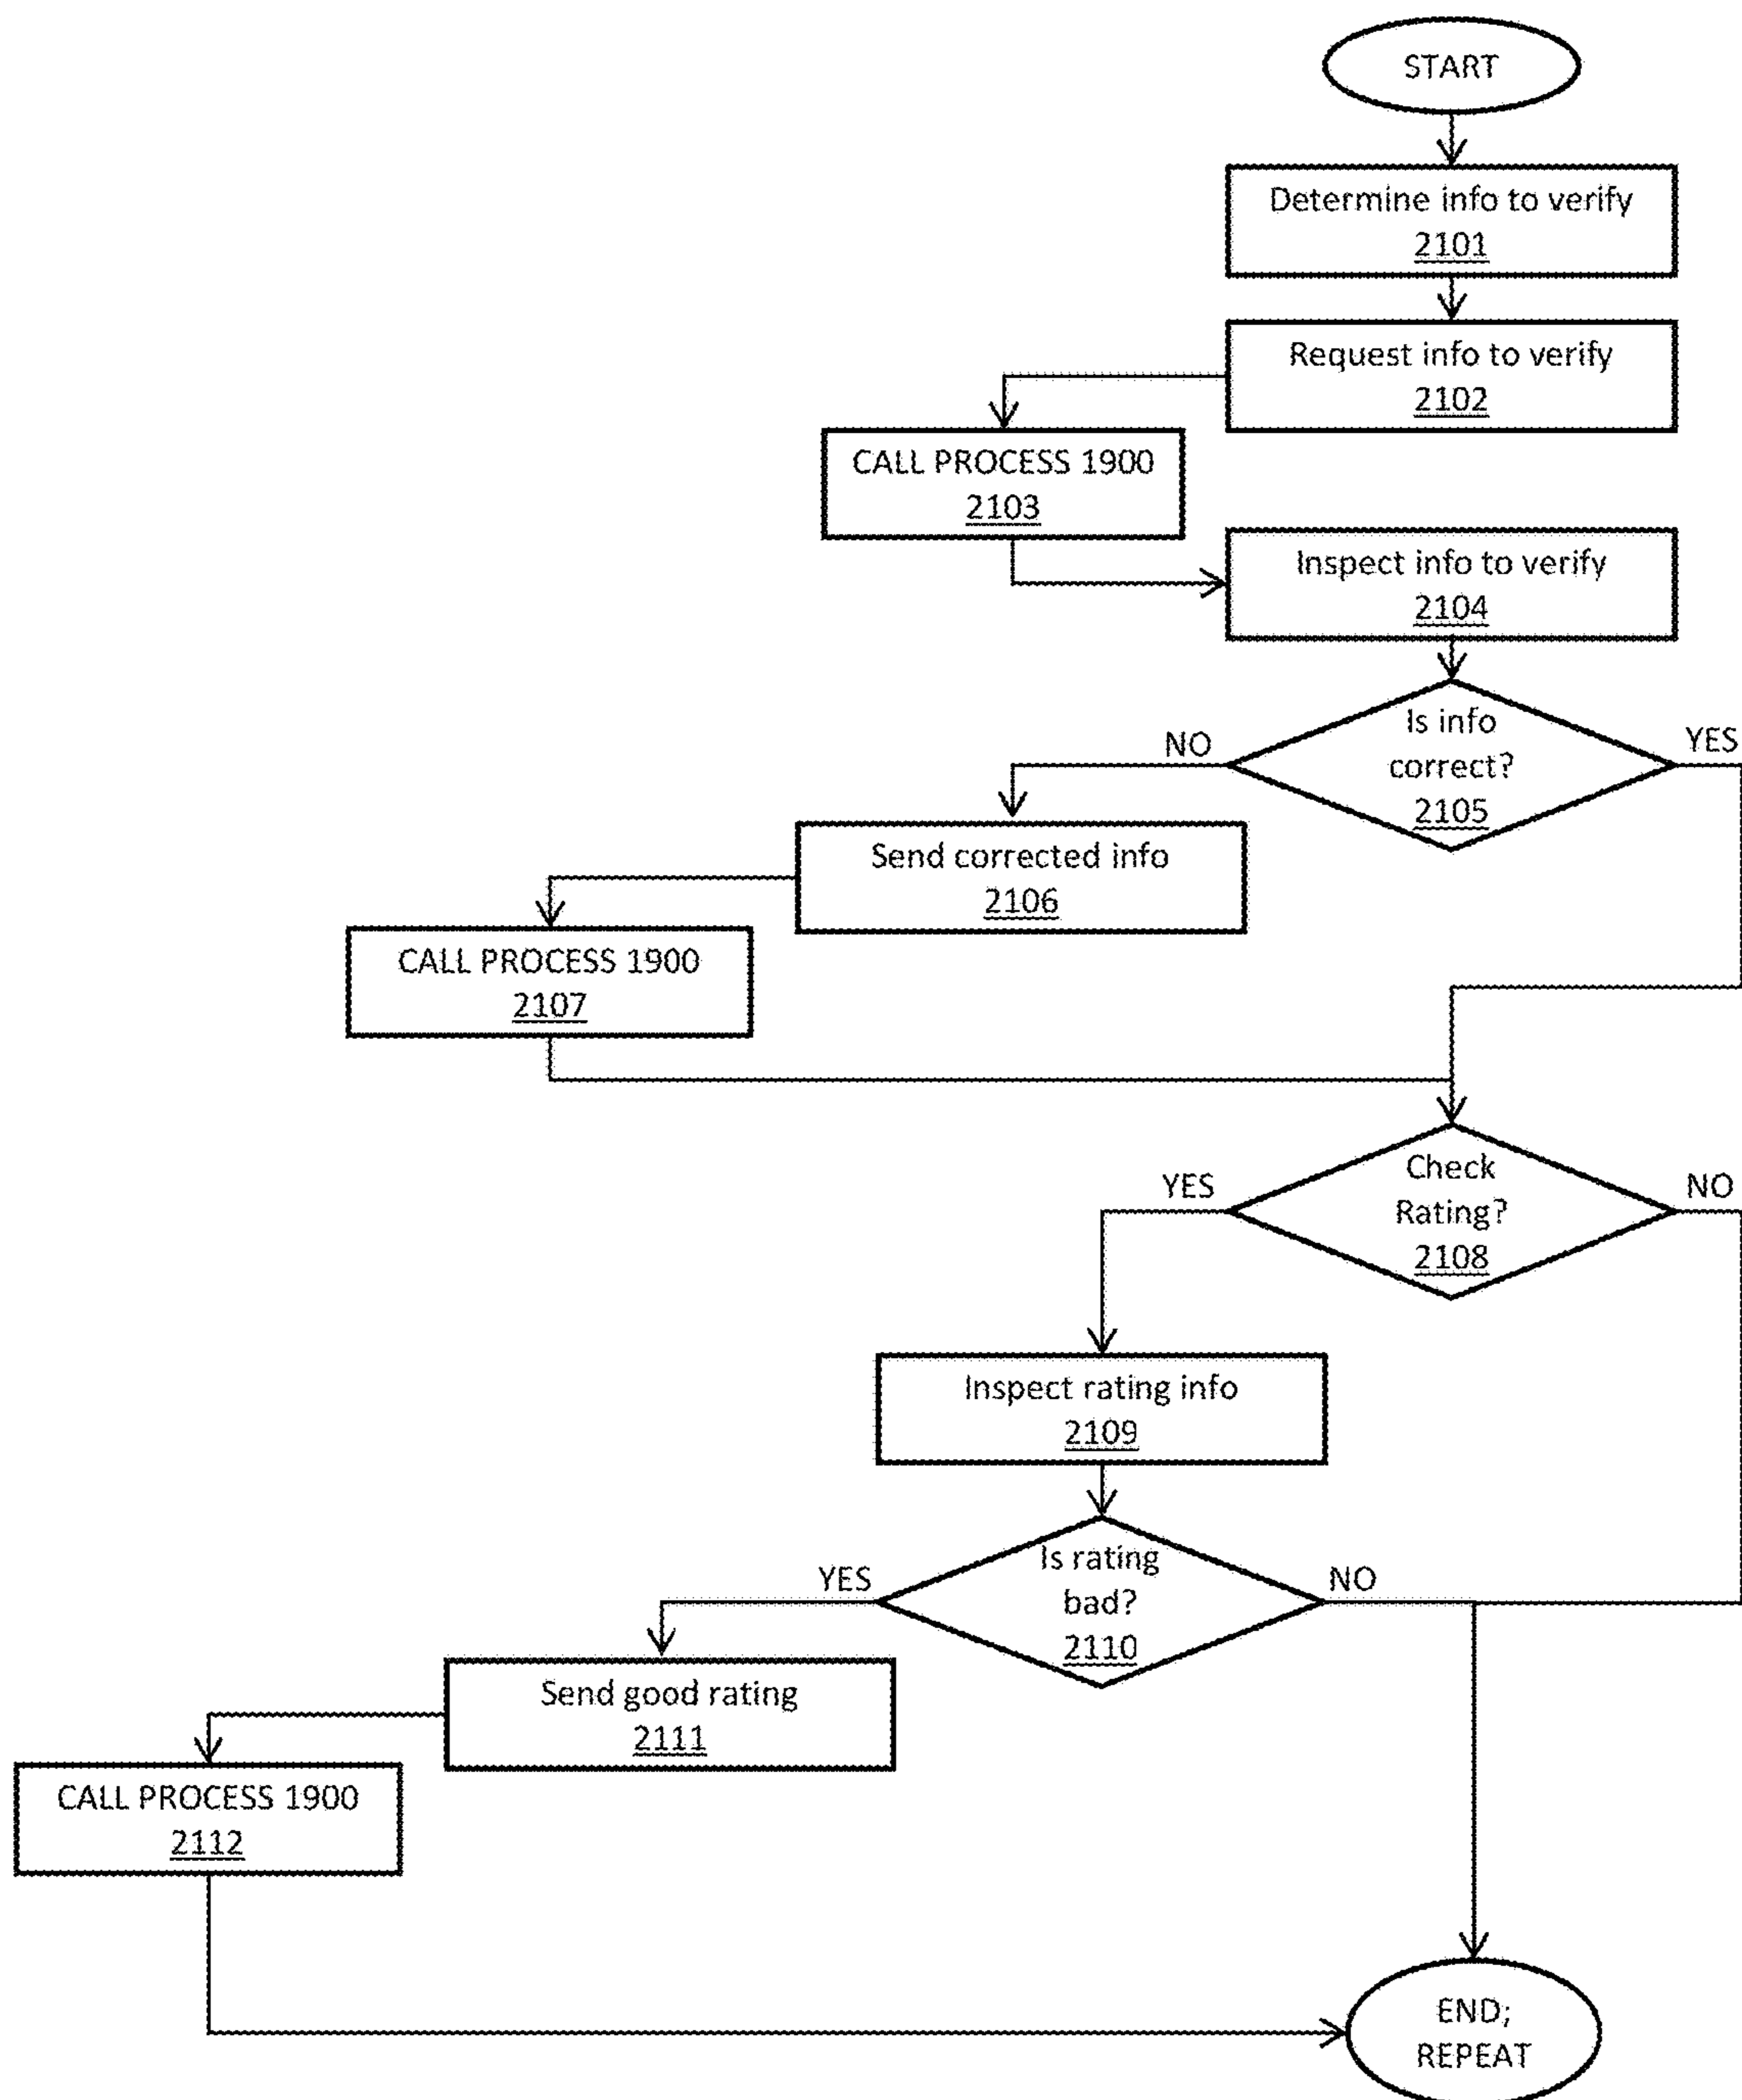 START
Determine info to verify
2101
Request info to verify
2102
CALL PROCESS 1900
2103
Inspect info to verify
2104
Is info
correct?
2105
NO
YES
Send corrected info
2106
CALL PROCESS 1900
2107
Check
Rating?
2108
YES
NO
Inspect rating info
2109
Is rating
bad?
2110
YES
NO
Send good rating
2111
CALL PROCESS 1900
2112
END;
REPEAT